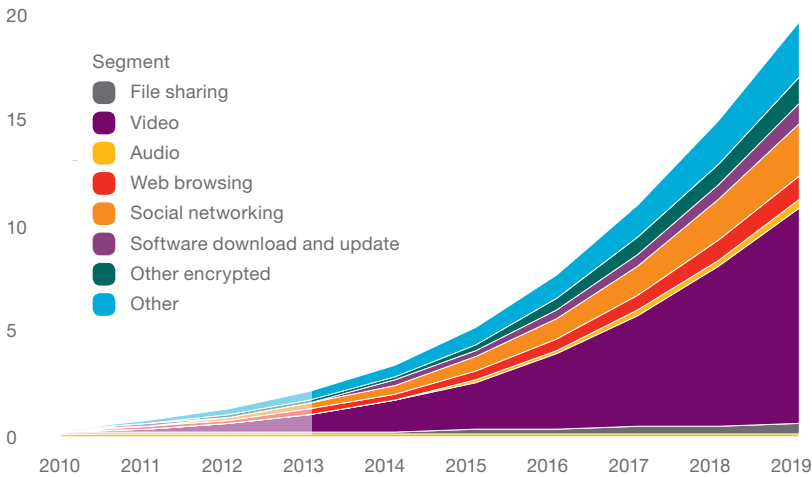 20
Segment
File sharing
15
Video
Audio
Web browsing
Social networking
10
Software download and update
Other encrypted
Other
5
0
2010 2011 2012 2013 2014 2015 2016 2017 2018 2019